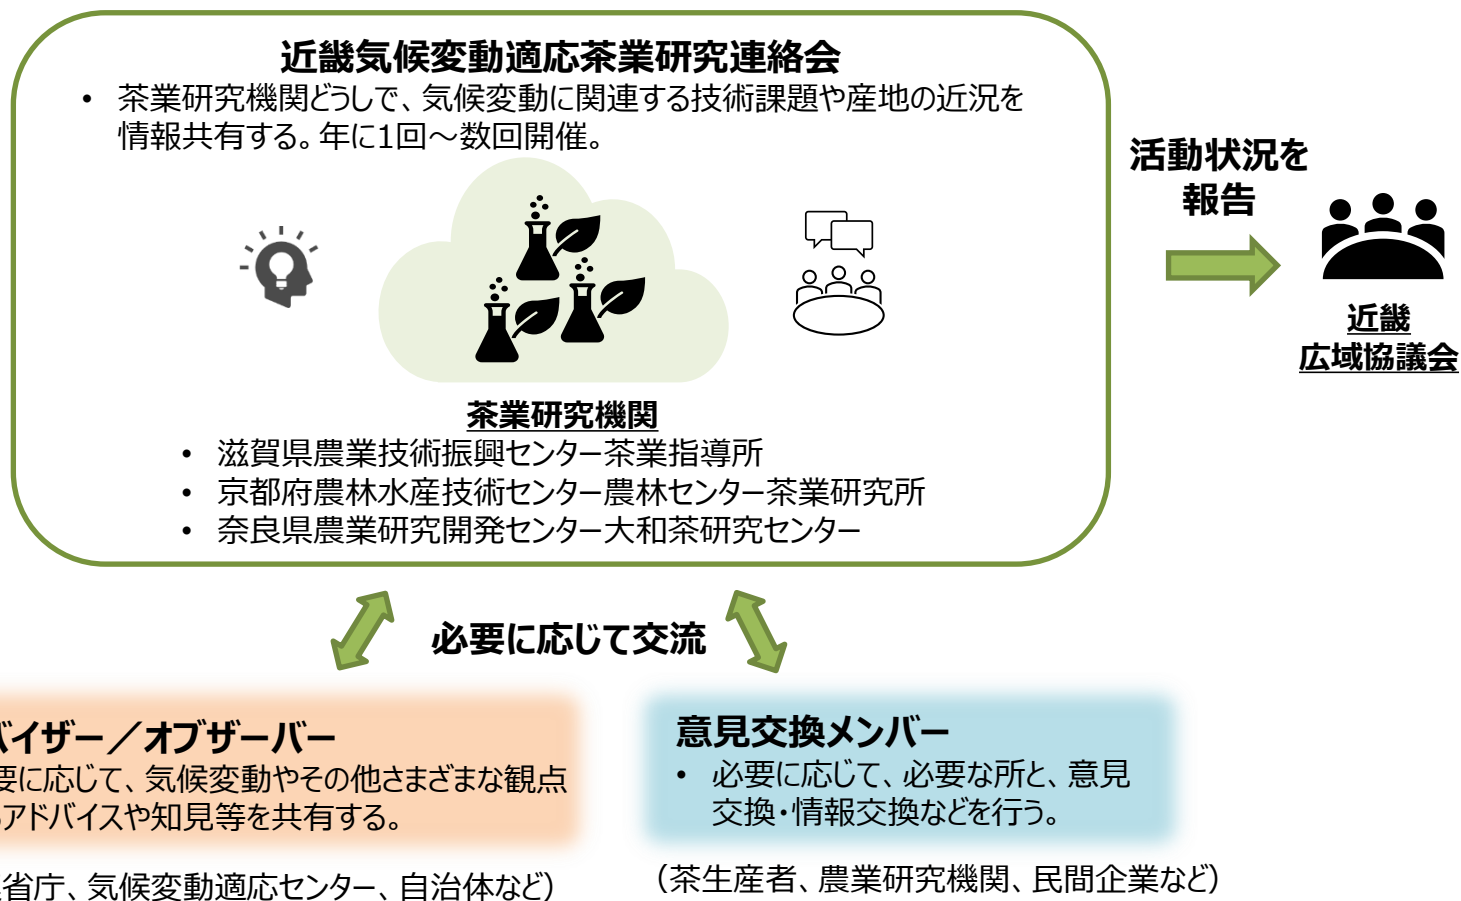 近畿気候変動適応茶業研究連絡会
• 茶業研究機関どうしで、気候変動に関連する技術課題や産地の近況を
情報共有する。年に1回～数回開催。
活動状況を
報告
近畿
広域協議会
茶業研究機関
• 滋賀県農業技術振興センター茶業指導所
• 京都府農林水産技術センター農林センター茶業研究所
• 奈良県農業研究開発センター大和茶研究センター
必要に応じて交流
バイザー／オブザーバー
要に応じて、気候変動やその他さまざまな観点
アドバイスや知見等を共有する。
省庁、気候変動適応センター、自治体など）
意見交換メンバー
• 必要に応じて、必要な所と、意見
交換・情報交換などを行う。
（茶生産者、農業研究機関、民間企業など）